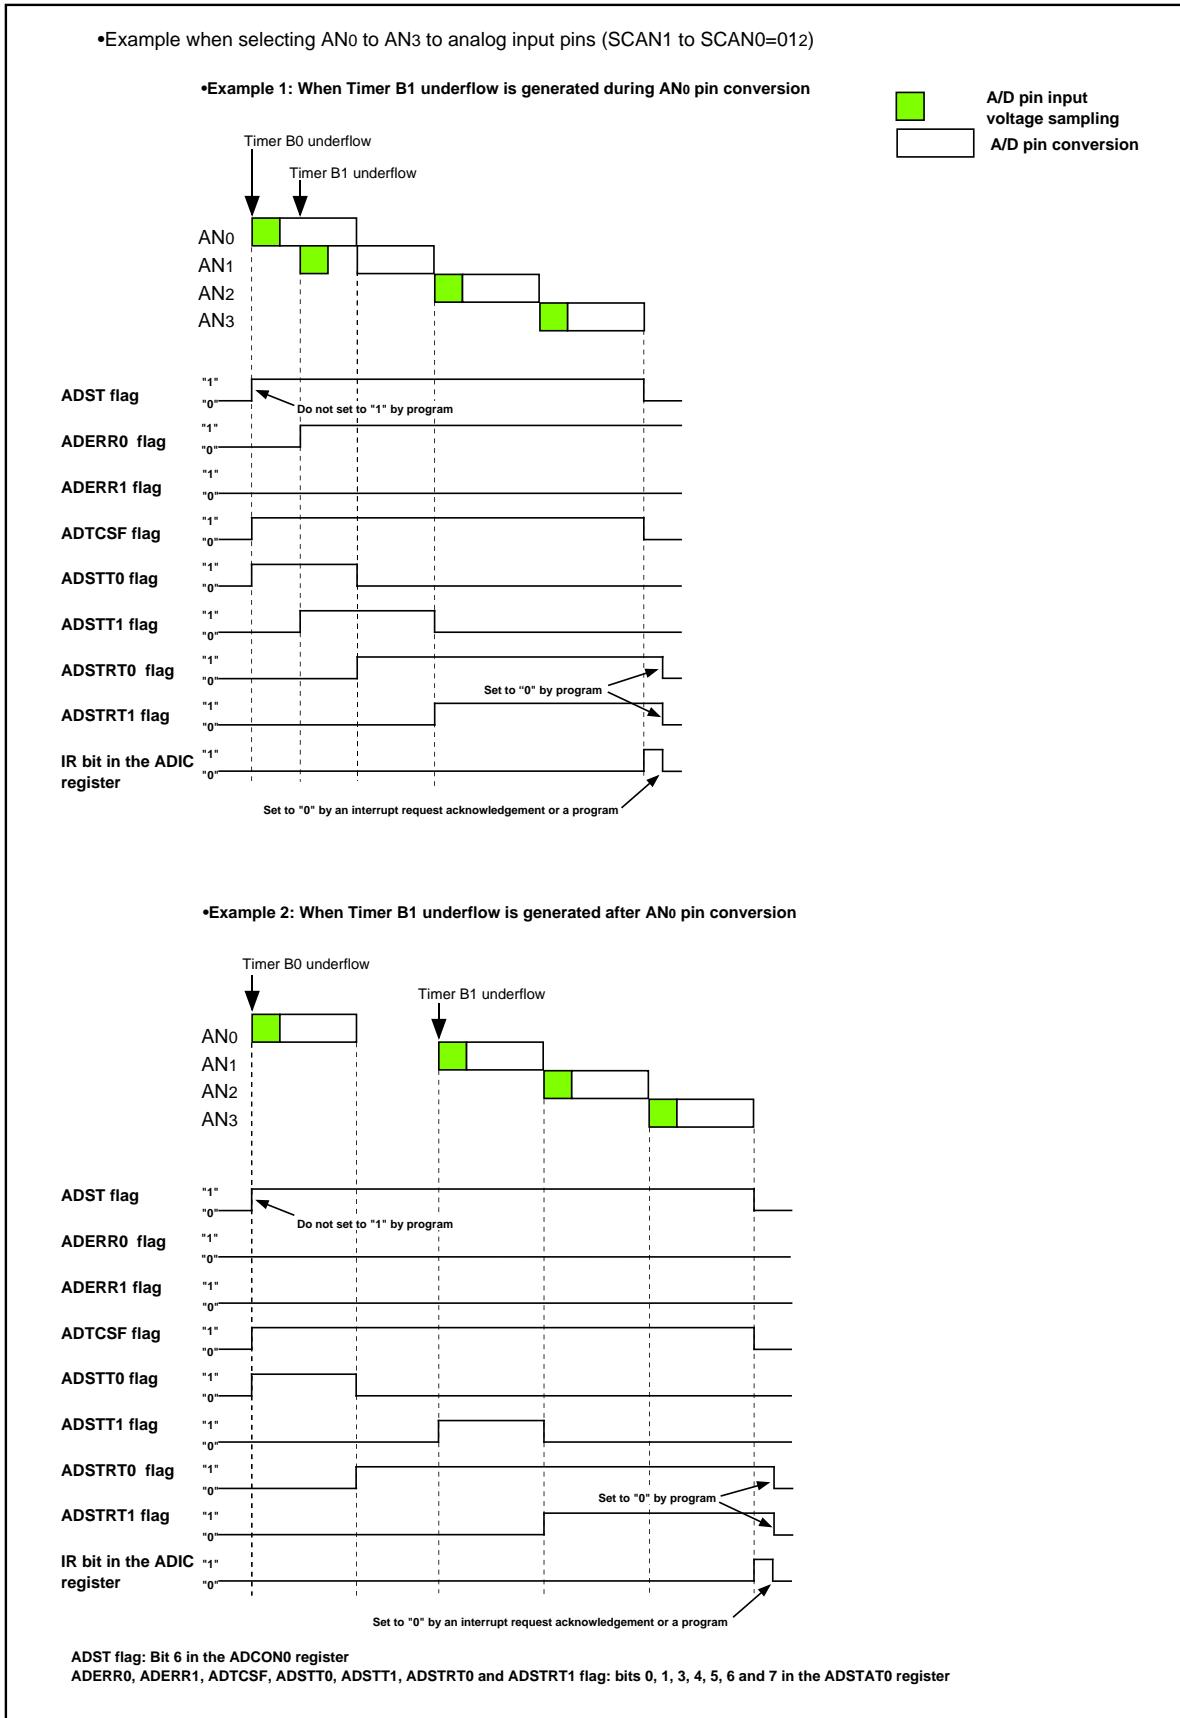 •Example when selecting AN0 to AN3 to analog input pins (SCAN1 to SCAN0=012)
•Example 1: When Timer B1 underflow is generated during AN0 pin conversion
A/D pin input
voltage sampling
A/D pin conversion
Timer B0 underflow
Timer B1 underflow
AN0
AN1
AN2
AN3
ADST flag
"1"
"0"
Do not set to "1" by program
ADERR0 flag
"1"
"0"
ADERR1 flag
"1"
"0"
ADTCSF flag
"1"
"0"
ADSTT0 flag
"1"
"0"
ADSTT1 flag
"1"
"0"
ADSTRT0 flag
"1"
"0"
Set to “0" by program
ADSTRT1 flag
"1"
"0"
IR bit in the ADIC
register
"1"
"0"
Set to "0" by an interrupt request acknowledgement or a program
•Example 2: When Timer B1 underflow is generated after AN0 pin conversion
Timer B0 underflow
Timer B1 underflow
AN0
AN1
AN2
AN3
ADST flag
"1"
"0"
Do not set to "1" by program
ADERR0 flag
"1"
"0"
ADERR1 flag
"1"
"0"
ADTCSF flag
"1"
"0"
ADSTT0 flag
"1"
"0"
ADSTT1 flag
"1"
"0"
ADSTRT0 flag
"1"
"0"
Set to "0" by program
ADSTRT1 flag
"1"
"0"
IR bit in the ADIC
register
"1"
"0"
Set to "0" by an interrupt request acknowledgement or a program
ADST flag: Bit 6 in the ADCON0 register
ADERR0, ADERR1, ADTCSF, ADSTT0, ADSTT1, ADSTRT0 and ADSTRT1 flag: bits 0, 1, 3, 4, 5, 6 and 7 in the ADSTAT0 register